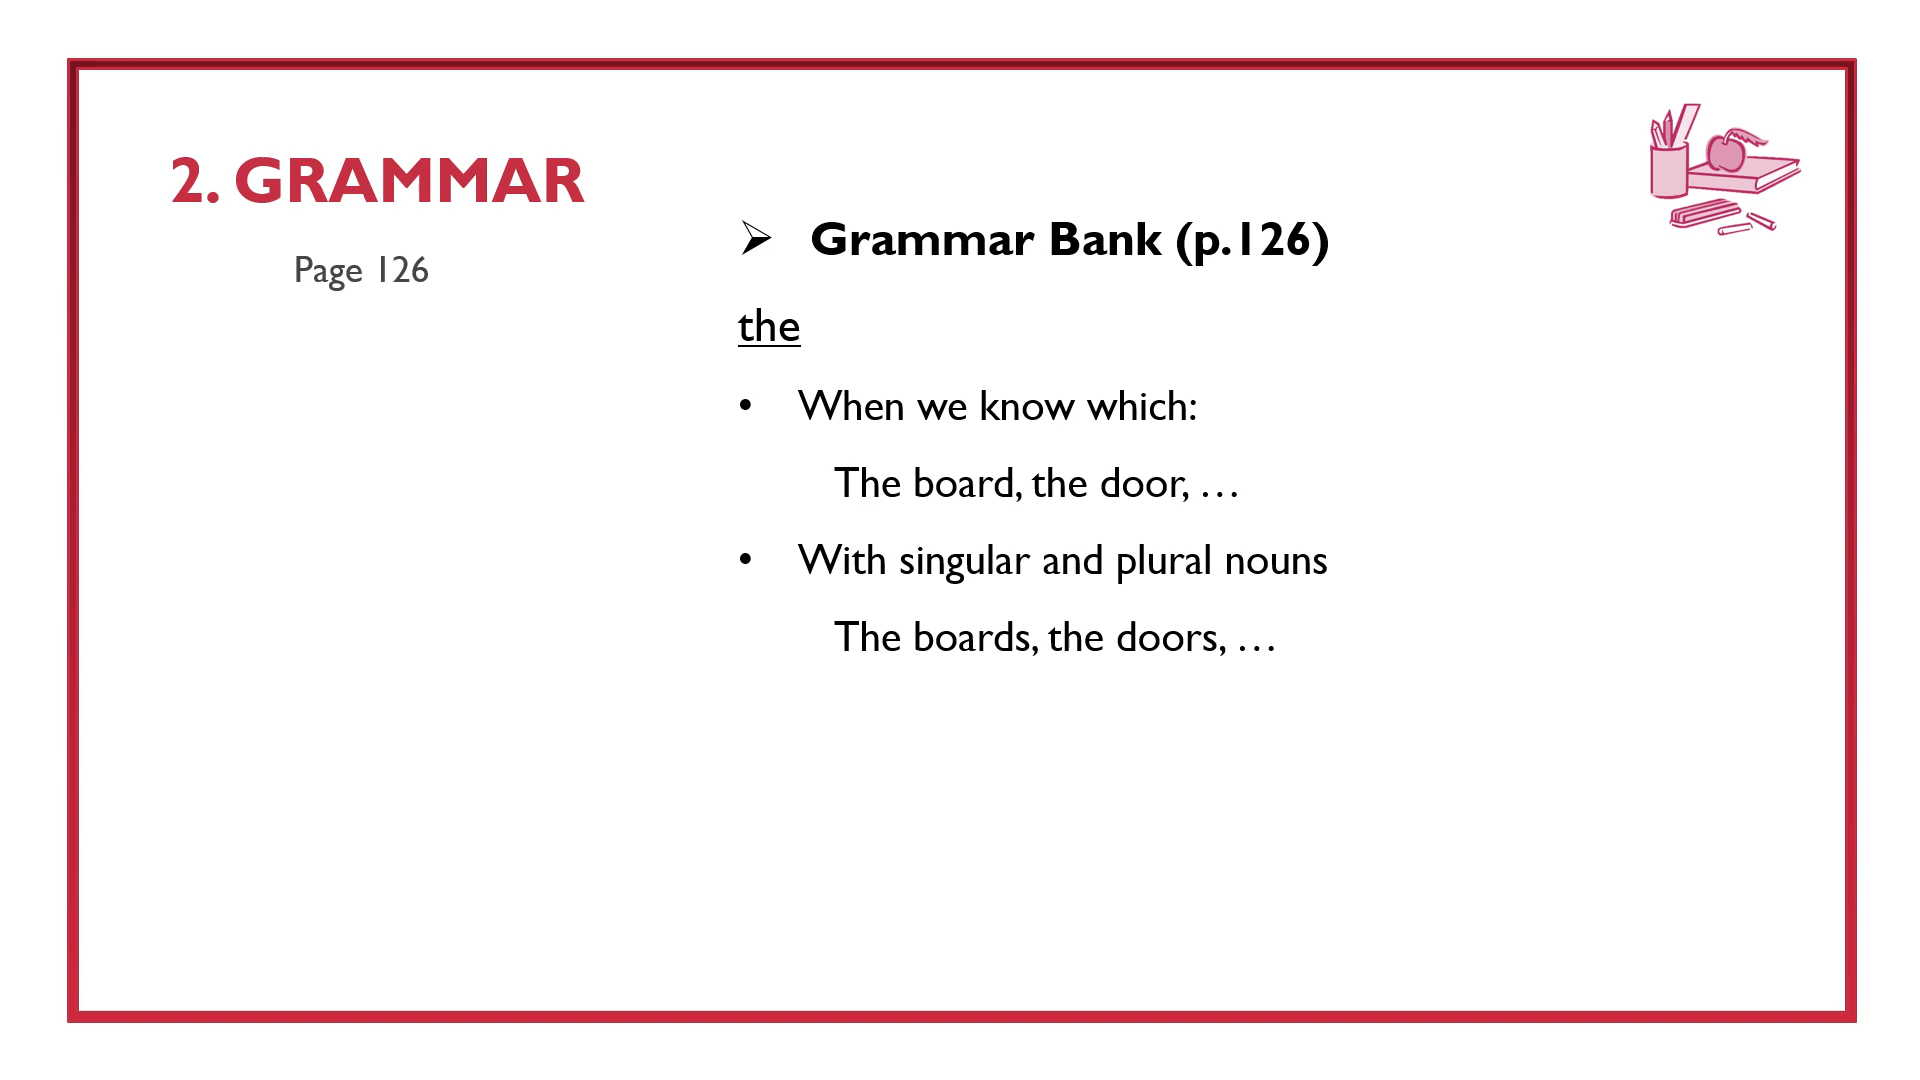 2. GRAMMAR
Page 126
➢ Grammar Bank (p.126)
the
• When we know which:
The board, the door, …
• With singular and plural nouns
The boards, the doors, …